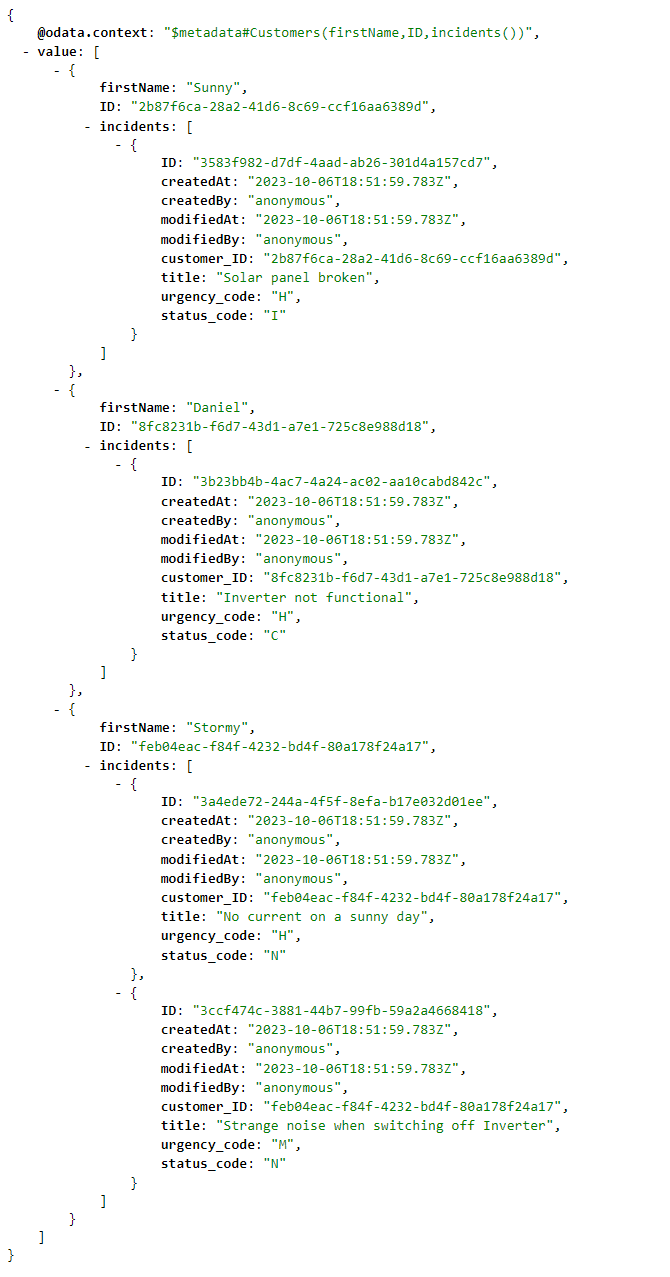 {
    @odata.context: "$metadata#Customers(firstName,ID,incidents())",
  - value: [
      - {
            firstName: "Sunny",
            ID: "2b87f6ca-28a2-41d6-8c69-ccf16aa6389d",
          - incidents: [
              - {
                    ID: "3583f982-d7df-4aad-ab26-301d4a157cd7",
                    createdAt: "2023-10-06T18:51:59.783Z",
                    createdBy: "anonymous",
                    modifiedAt: "2023-10-06T18:51:59.783Z",
                    modifiedBy: "anonymous",
                    customer_ID: "2b87f6ca-28a2-41d6-8c69-ccf16aa6389d",
                    title: "Solar panel broken",
                    urgency_code: "H",
                    status_code: "I"
                }
            ]
        },
      - {
            firstName: "Daniel",
            ID: "8fc8231b-f6d7-43d1-a7e1-725c8e988d18",
          - incidents: [
              - {
                    ID: "3b23bb4b-4ac7-4a24-ac02-aa10cabd842c",
                    createdAt: "2023-10-06T18:51:59.783Z",
                    createdBy: "anonymous",
                    modifiedAt: "2023-10-06T18:51:59.783Z",
                    modifiedBy: "anonymous",
                    customer_ID: "8fc8231b-f6d7-43d1-a7e1-725c8e988d18",
                    title: "Inverter not functional",
                    urgency_code: "H",
                    status_code: "C"
                }
            ]
        },
      - {
            firstName: "Stormy",
            ID: "feb04eac-f84f-4232-bd4f-80a178f24a17",
          - incidents: [
              - {
                    ID: "3a4ede72-244a-4f5f-8efa-b17e032d01ee",
                    createdAt: "2023-10-06T18:51:59.783Z",
                    createdBy: "anonymous",
                    modifiedAt: "2023-10-06T18:51:59.783Z",
                    modifiedBy: "anonymous",
                    customer_ID: "feb04eac-f84f-4232-bd4f-80a178f24a17",
                    title: "No current on a sunny day",
                    urgency_code: "H",
                    status_code: "N"
                },
              - {
                    ID: "3ccf474c-3881-44b7-99fb-59a2a4668418",
                    createdAt: "2023-10-06T18:51:59.783Z",
                    createdBy: "anonymous",
                    modifiedAt: "2023-10-06T18:51:59.783Z",
                    modifiedBy: "anonymous",
                    customer_ID: "feb04eac-f84f-4232-bd4f-80a178f24a17",
                    title: "Strange noise when switching off Inverter",
                    urgency_code: "M",
                    status_code: "N"
                }
            ]
        }
    ]
}